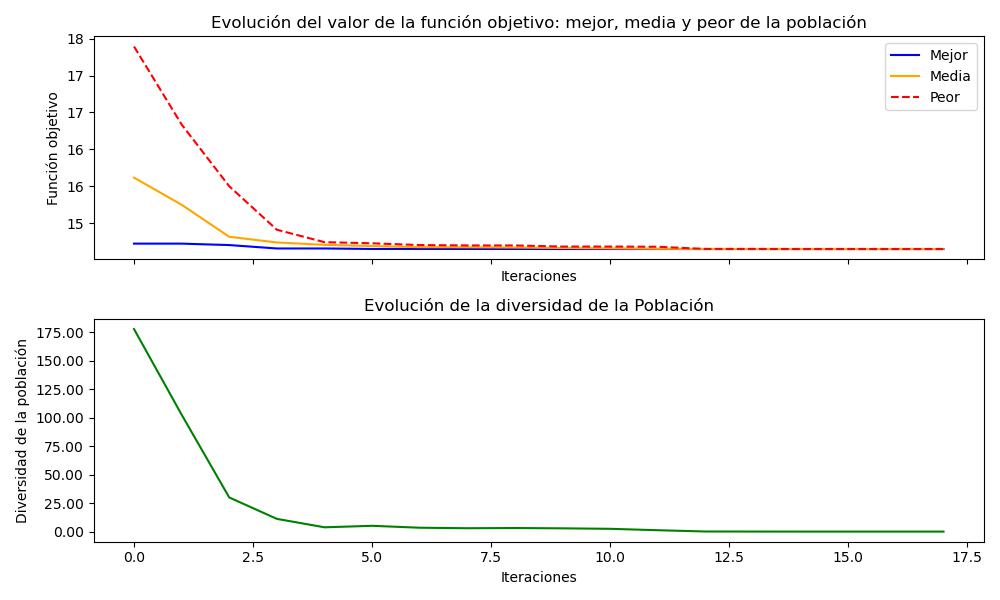 Evolución del valor de la función objetivo: mejor, media y peor de la población
Función objetivo
18
17
17
16
16
15
Mejor
Media
Peor
Iteraciones
Evolución de la diversidad de la Población
Diversidad de la población
175.00
150.00
125.00
100.00
75.00
50.00
25.00
0.00
0.0 2.5 5.0 7.5 10.0 12.5 15.0 17.5
Iteraciones